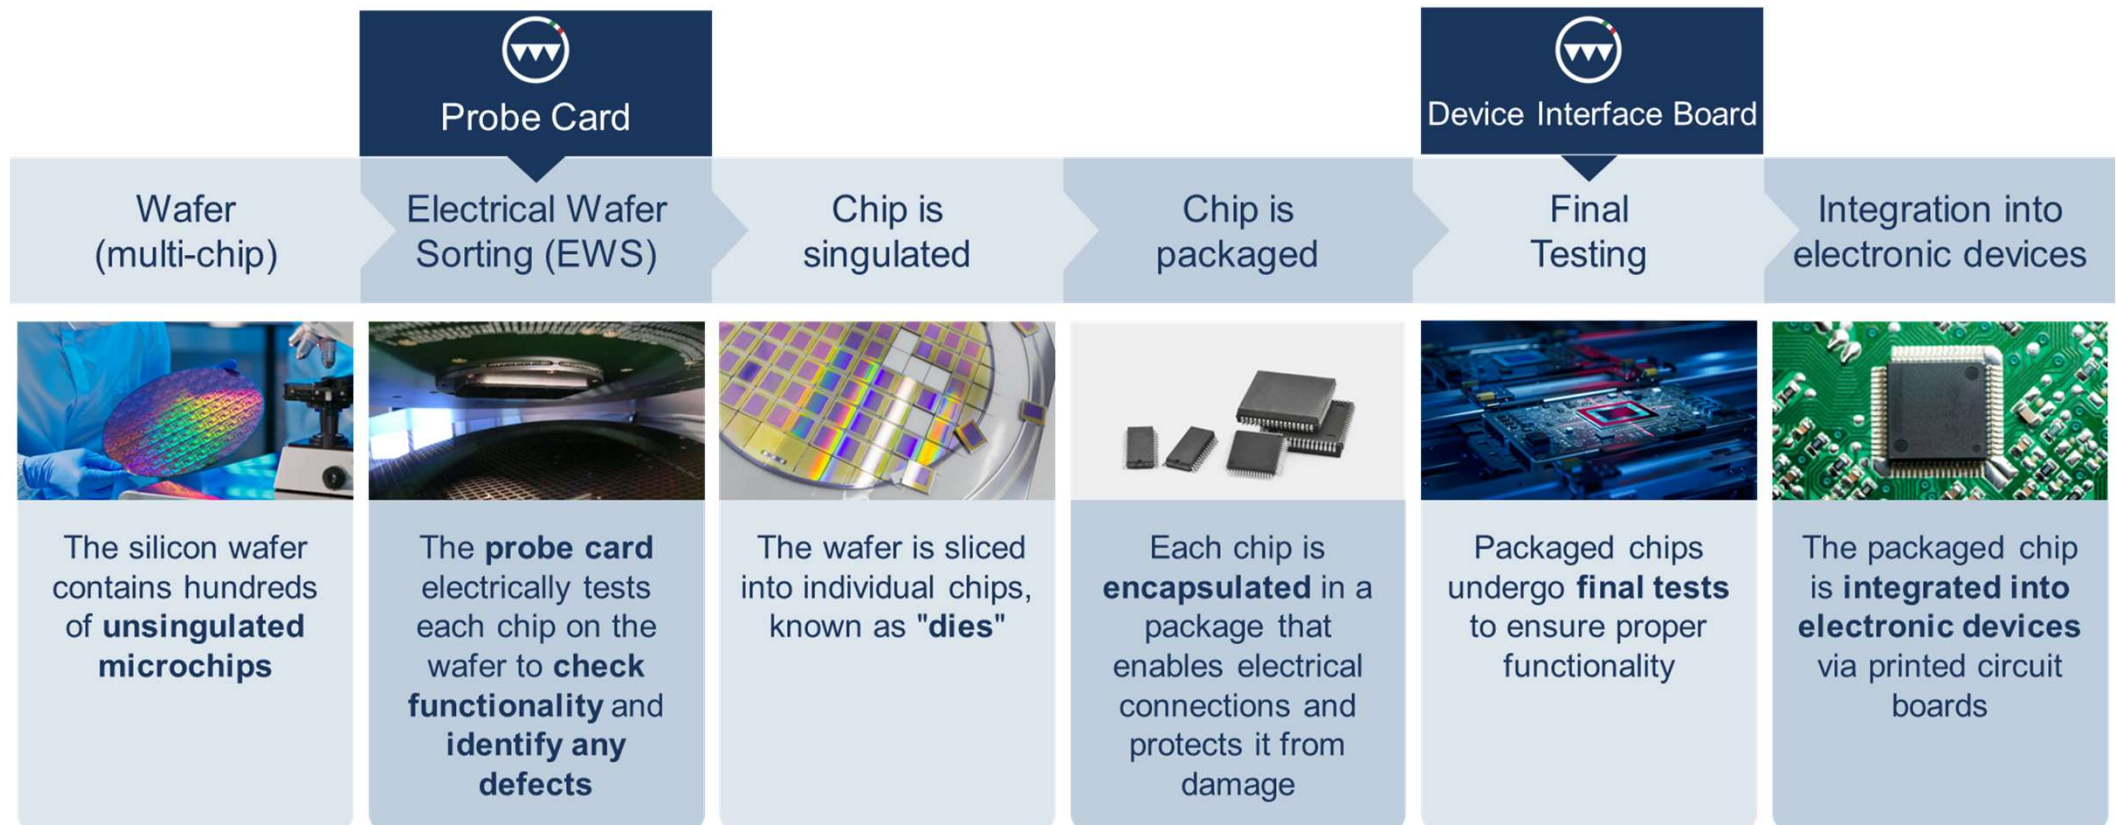 Probe Card
Device Interface Board
Wafer
(multi-chip)
Electrical Wafer
Sorting (EWS)
Chip is
singulated
Chip is
packaged
Final
Testing
Integration into
electronic devices
The silicon wafer
contains hundreds
of unsingulated
microchips
The probe card
electrically tests
each chip on the
wafer to check
functionality and
identify any
defects
The wafer is sliced
into individual chips,
known as "dies"
Each chip is
encapsulated in a
package that
enables electrical
connections and
protects it from
damage
Packaged chips
undergo final tests
to ensure proper
functionality
The packaged chip
is integrated into
electronic devices
via printed circuit
boards